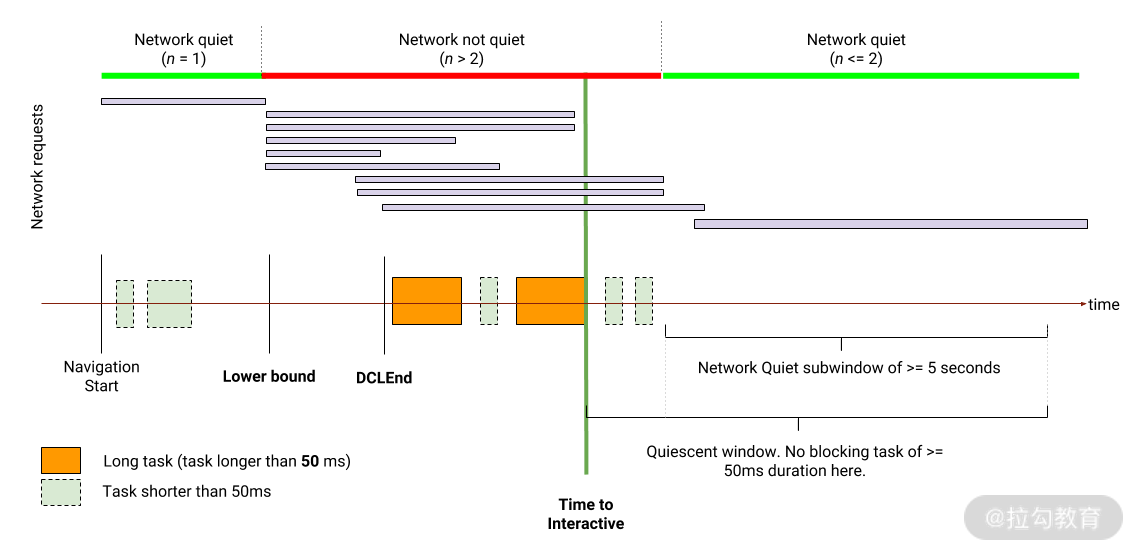 Network quiet
(n = 1)
Network not quiet
(n > 2)
Network quiet
(n <= 2)
Network requests
time
Navigation
Start
Lower bound
DCLEnd
Network Quiet subwindow of >= 5 seconds
Quiescent window. No blocking task of >=
50ms duration here.
Long task (task longer than 50 ms)
Task shorter than 50ms
Time to
Interactive
@拉勾教育